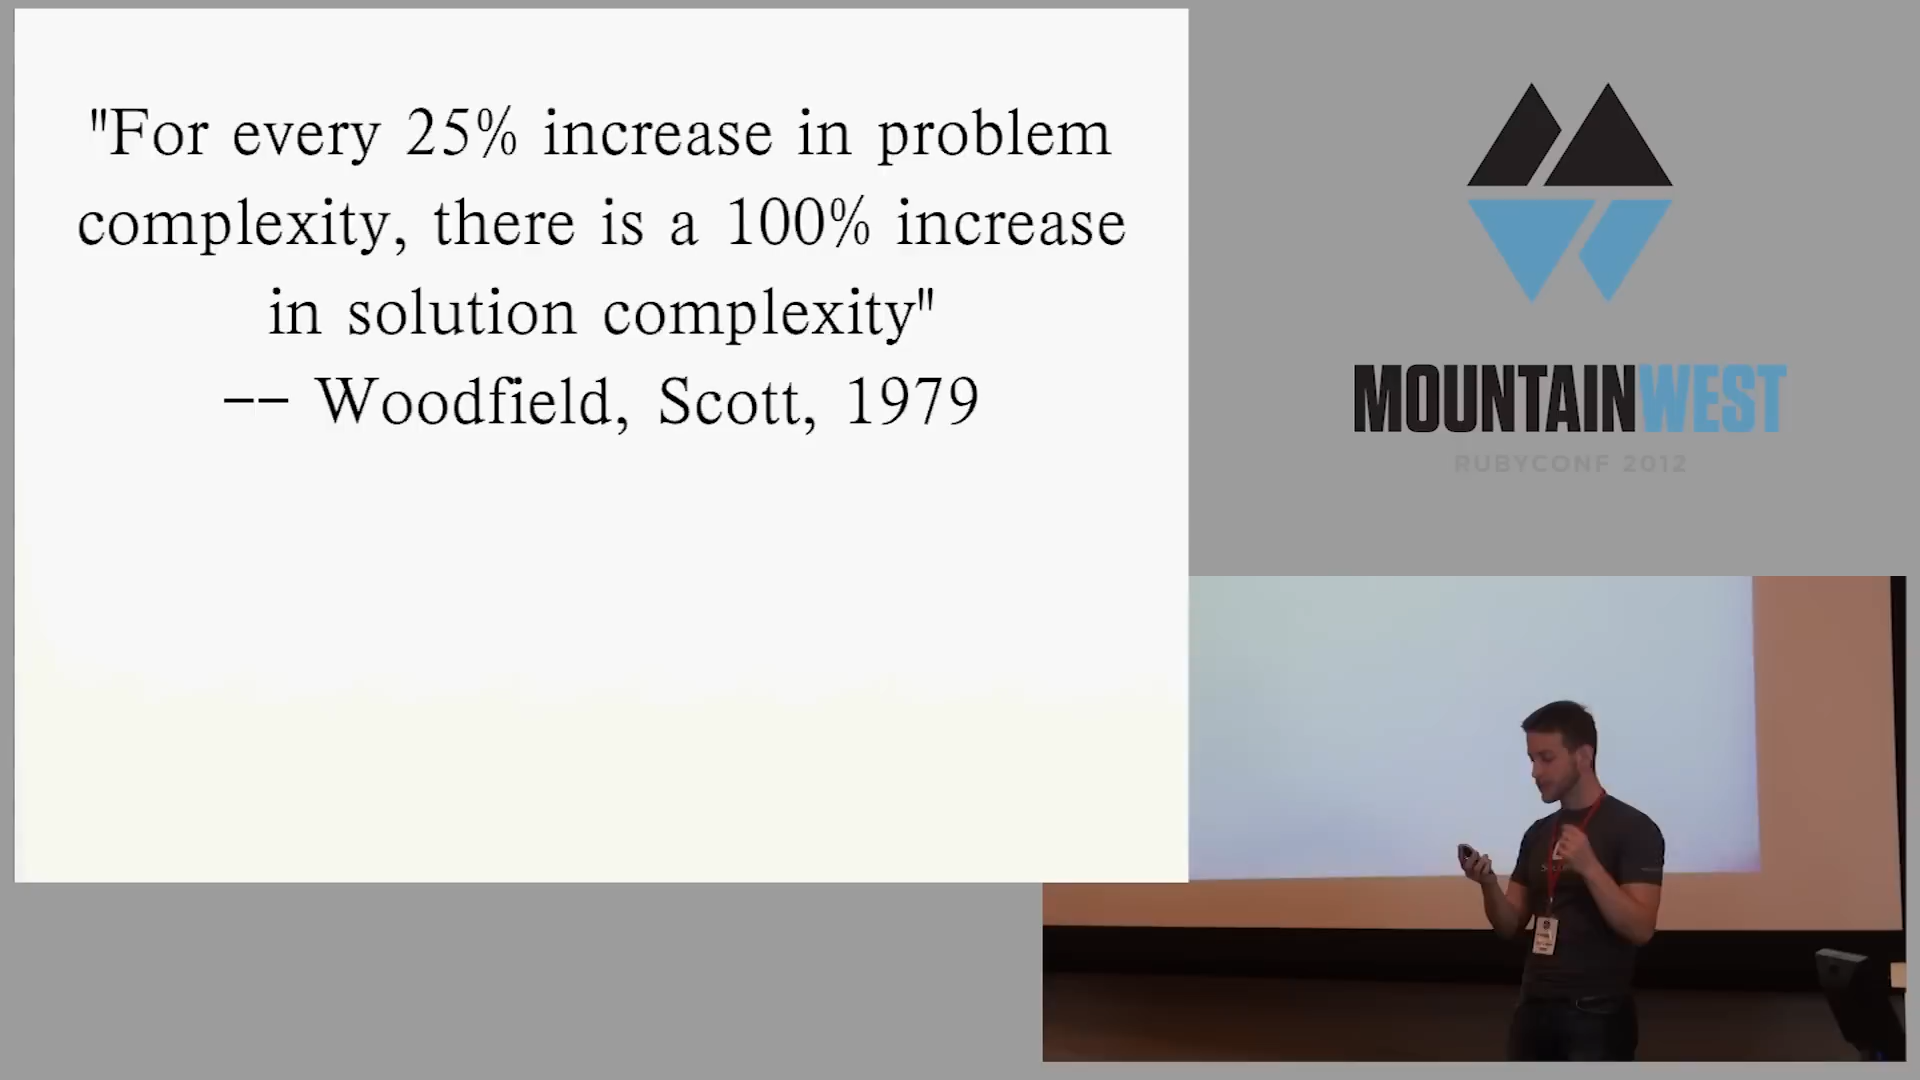 "For every 25% increase in problem
complexity, there is a 100% increase
in solution complexity"
-- Woodfield, Scott, 1979
MOUNTAINWEST
RUBYCONF 2012